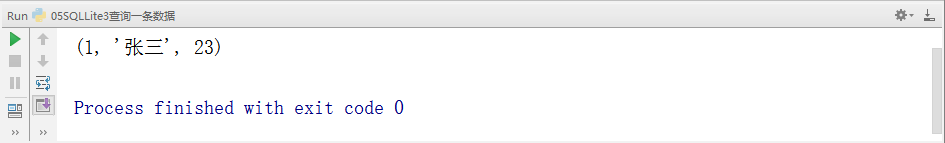 Run 05SQLLite3查询一条数据
(1, '张三', 23)
Process finished with exit code 0